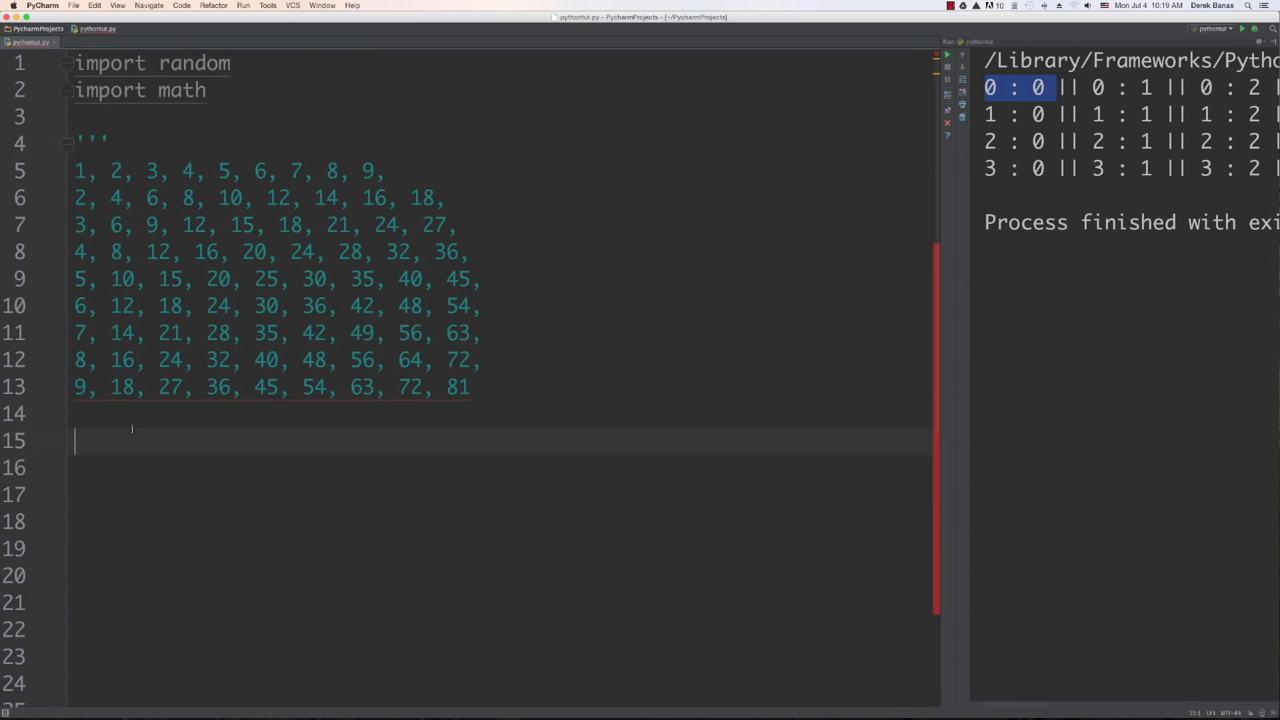 PyCharm File Edit View Navigate Code Refactor Run Tools VCS Window Help
10 Mon Jul 4 10:19 AM Derek Banas
pythontut.py - PycharmProjects - [~/PycharmProjects]
PycharmProjects pythontut.py
pythontut
pythontut.py
Run pythontut
1 import random
2 import math
3
4 '''
5 1, 2, 3, 4, 5, 6, 7, 8, 9,
6 2, 4, 6, 8, 10, 12, 14, 16, 18,
7 3, 6, 9, 12, 15, 18, 21, 24, 27,
8 4, 8, 12, 16, 20, 24, 28, 32, 36,
9 5, 10, 15, 20, 25, 30, 35, 40, 45,
10 6, 12, 18, 24, 30, 36, 42, 48, 54,
11 7, 14, 21, 28, 35, 42, 49, 56, 63,
12 8, 16, 24, 32, 40, 48, 56, 64, 72,
13 9, 18, 27, 36, 45, 54, 63, 72, 81
14
15
16
17
18
19
20
21
22
23
24
/Library/Frameworks/Pytho
0 : 0 || 0 : 1 || 0 : 2 |
1 : 0 || 1 : 1 || 1 : 2 |
2 : 0 || 2 : 1 || 2 : 2 |
3 : 0 || 3 : 1 || 3 : 2 |
Process finished with exi
15:1 LF UTF-8